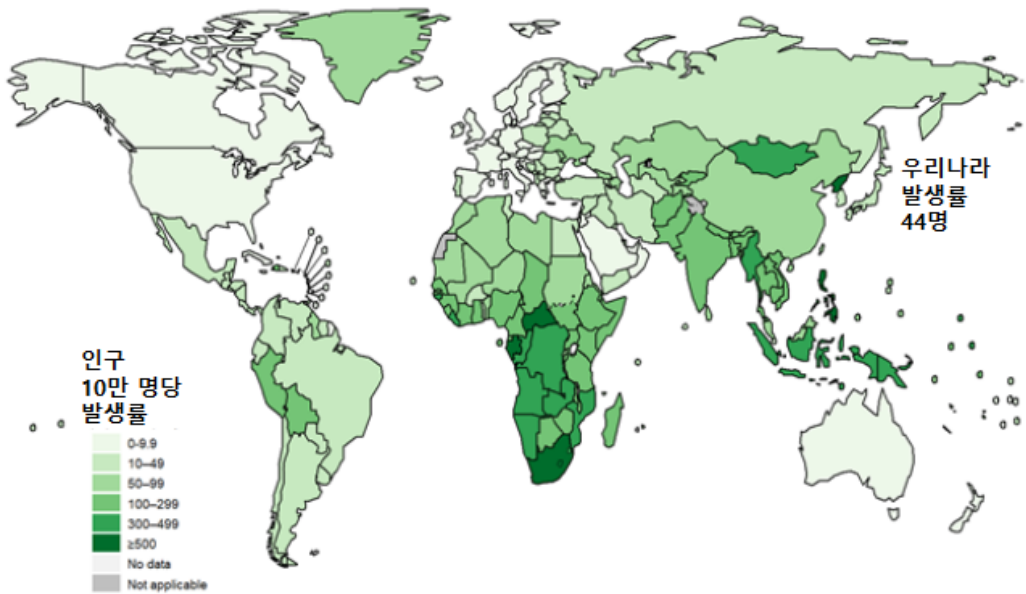 우리나라
발생률
44명
인구
10만 명당
발생률
0-9.9
10–49
50–99
100–299
300–499
≥500
No data
Not applicable